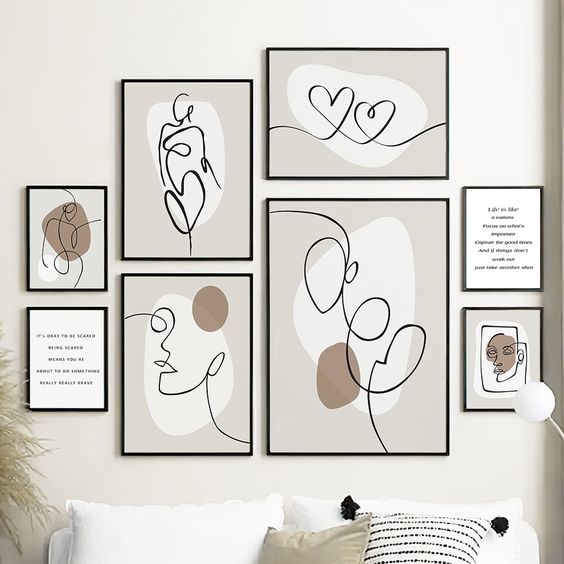 Life is like
a camera
Focus on what's
important
Capture the good times
And if things don't
work out
just take another shot
IT's OKAY TO BE SCARED
BEING SCARED
MEANS YOU'RE
ABOUT TO DO SOMETHING
REALLY REALLY BRAVE